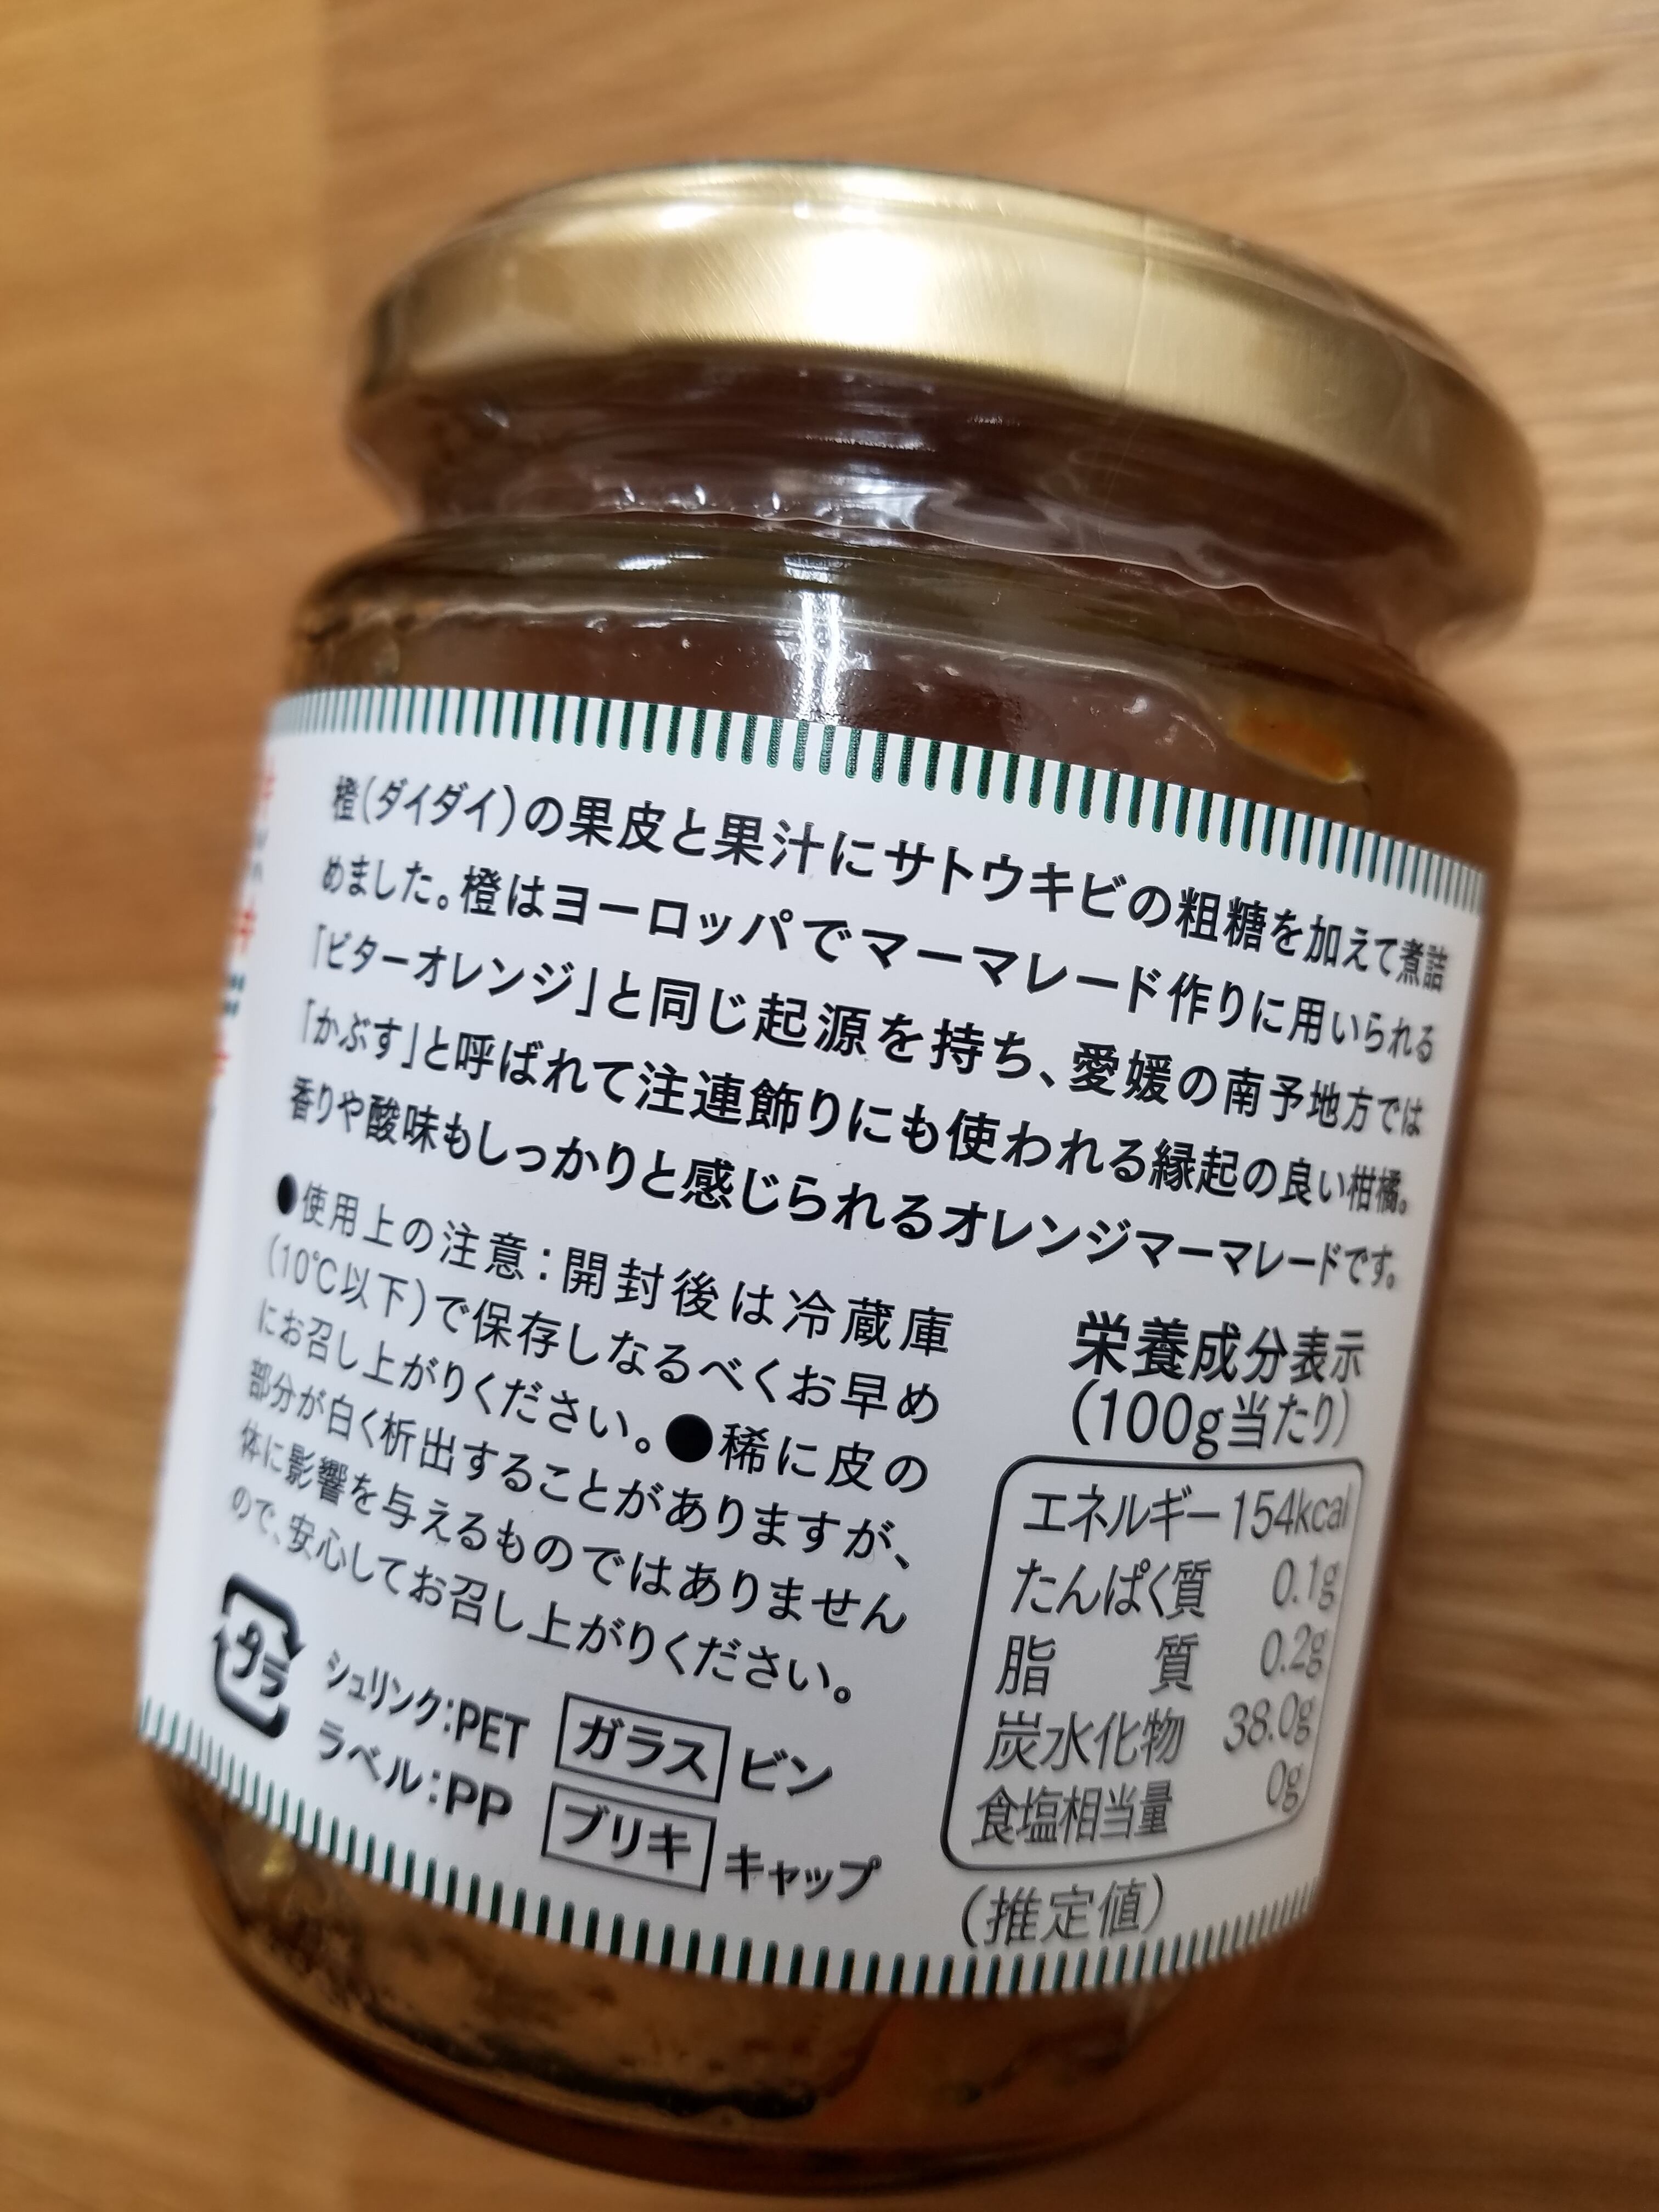 橙(ダイダイ)の果皮と果汁にサトウキビの粗糖を加えて煮詰
めました。橙はヨーロッパでマーマレード作りに用いられる
「ビターオレンジ」と同じ起源を持ち、愛媛の南予地方では
「かぶす」と呼ばれて注連飾りにも使われる縁起の良い柑橘。
香りや酸味もしっかりと感じられるオレンジマーマレードです。
●使用上の注意:開封後は冷蔵庫
(10℃以下)で保存しなるべくお早め
にお召し上がりください。●稀に皮の
部分が白く析出することがありますが、
体に影響を与えるものではありません
ので、安心してお召し上がりください。
プラ
シュリンク:PET
ラベル:PP
ガラス ビン
ブリキ キャップ
栄養成分表示
(100g当たり)
エネルギー 154kcal
たんぱく質 0.1g
脂 質 0.2g
炭水化物 38.0g
食塩相当量 0g
(推定値)